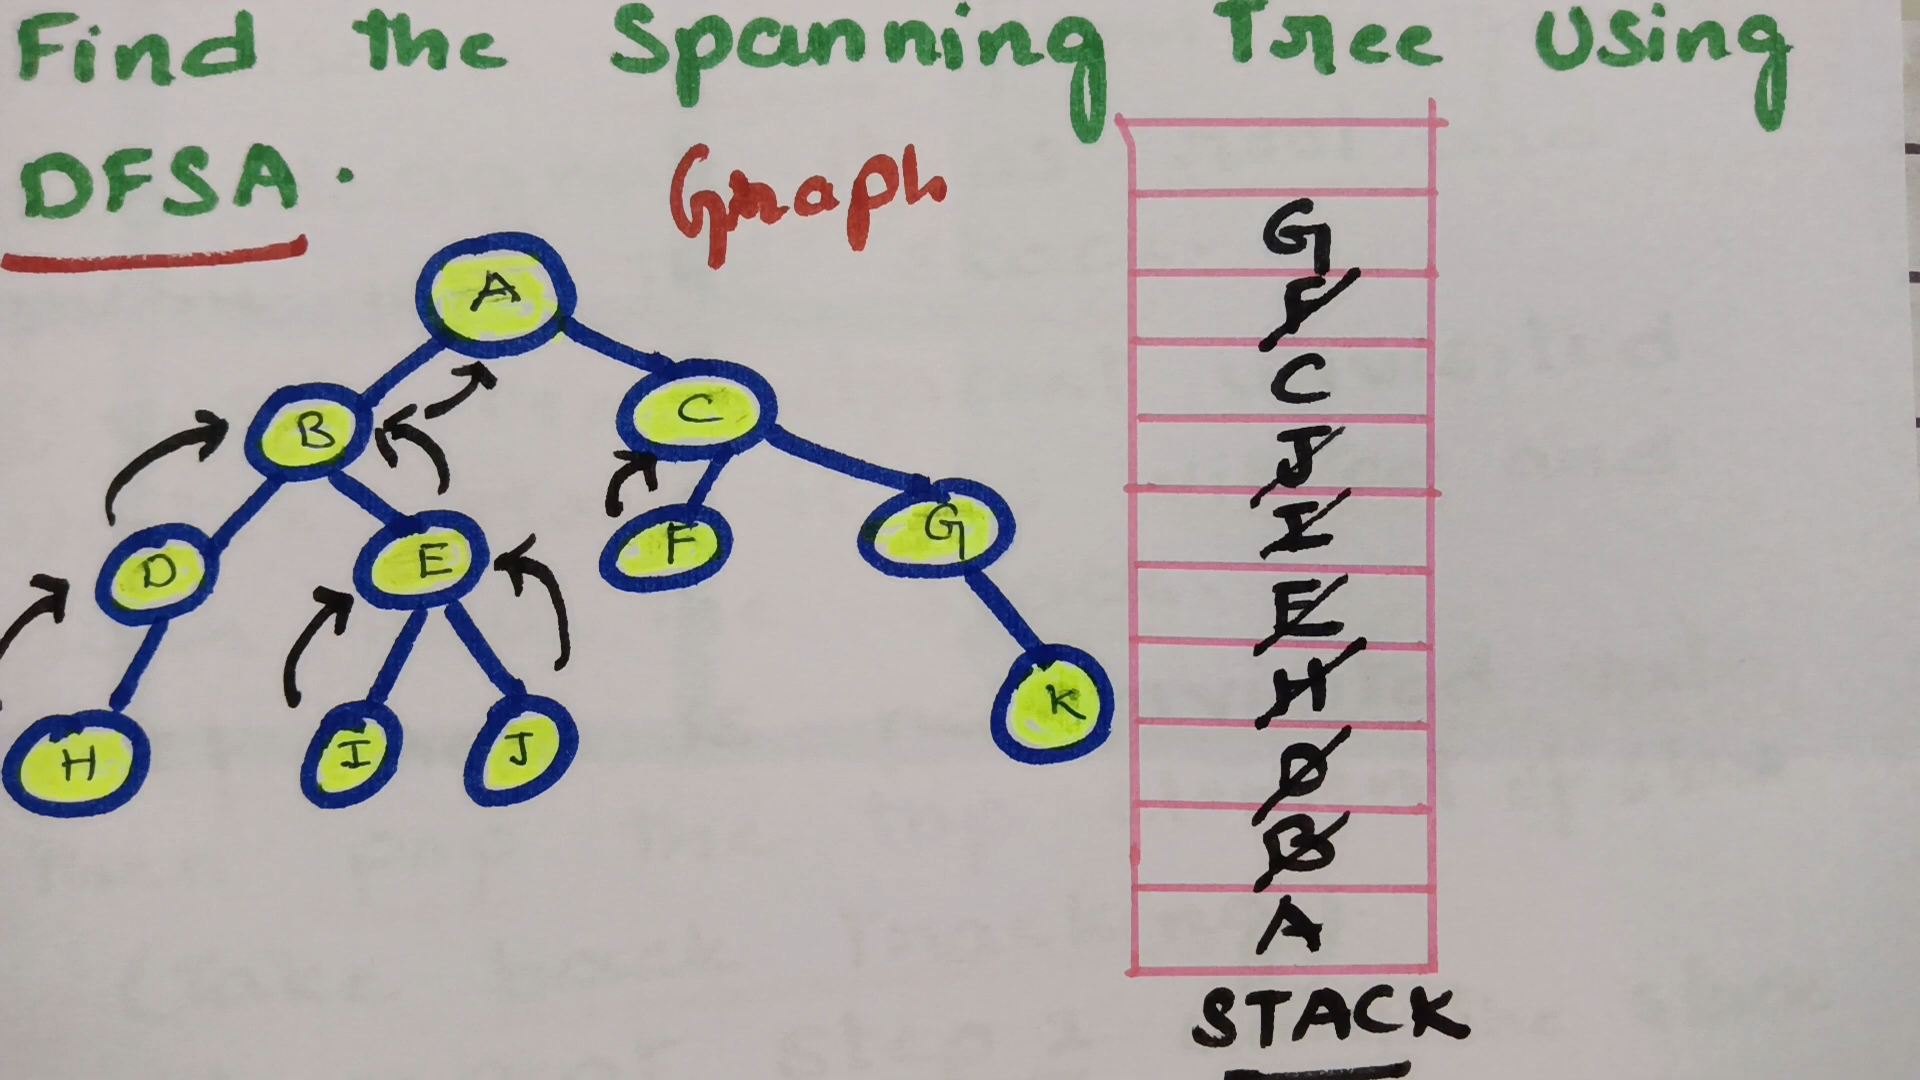 Find the Spanning Tree Using
DFSA.
Graph
A
B
C
D
E
F
G
H
I
J
K
G
F
C
J
I
E
H
D
B
A
STACK